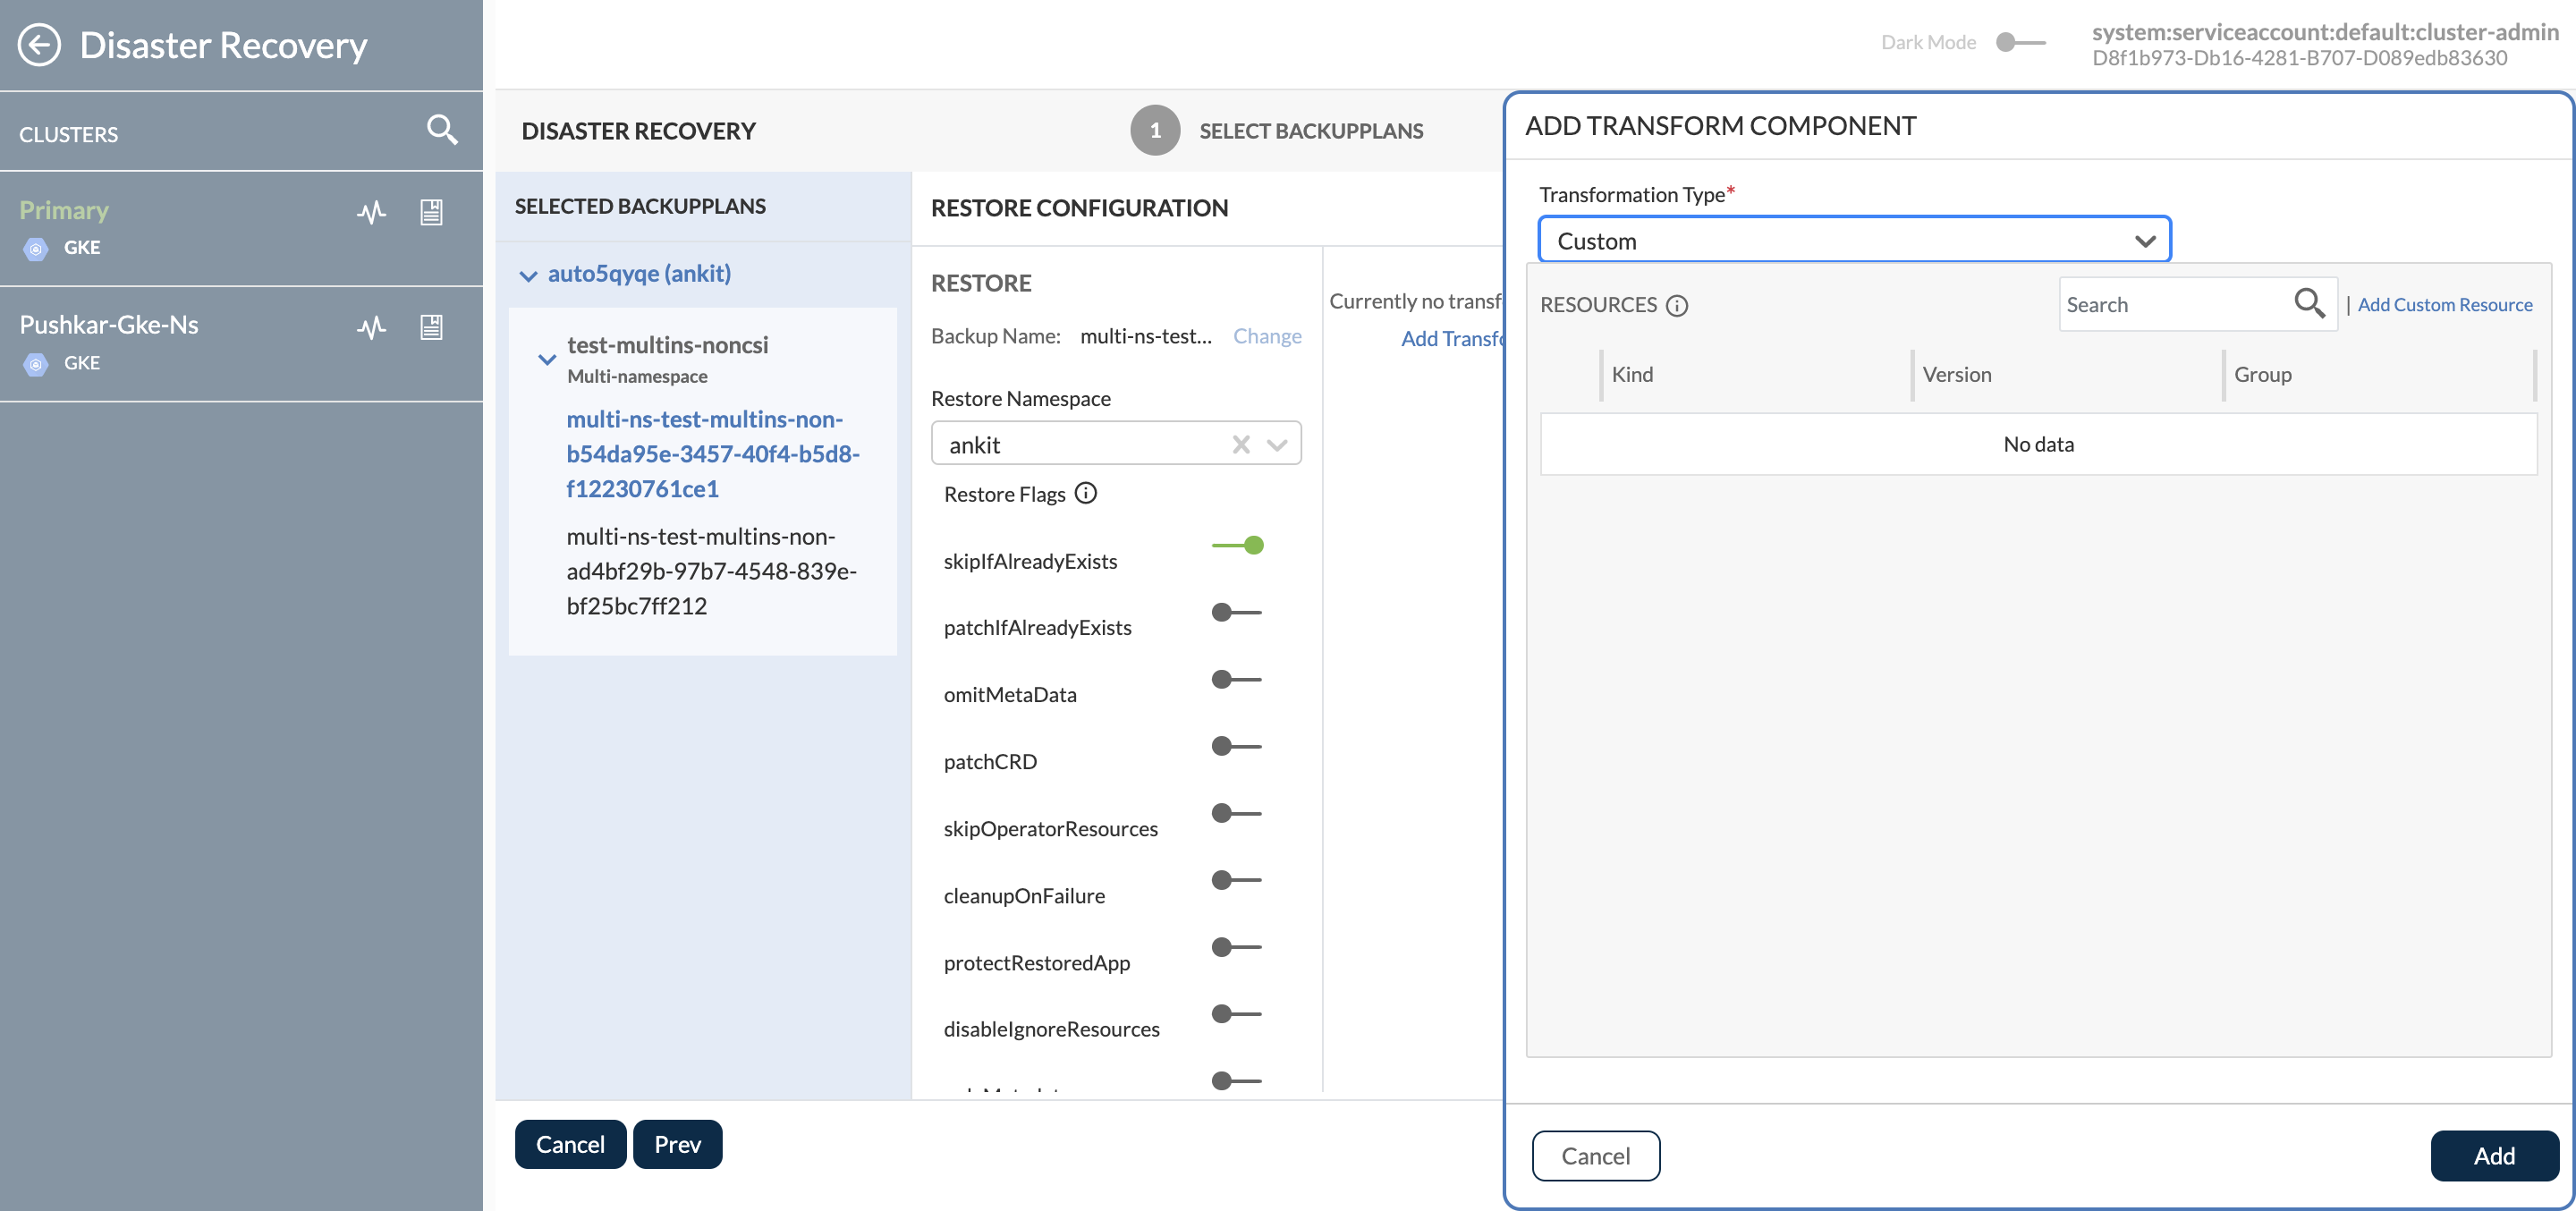 Disaster Recovery
CLUSTERS
Primary
GKE
Pushkar-Gke-Ns
GKE
Dark Mode
system:serviceaccount:default:cluster-admin
D8f1b973-Db16-4281-B707-D089edb83630
DISASTER RECOVERY
1 SELECT BACKUPPLANS
SELECTED BACKUPPLANS
auto5qyqe (ankit)
test-multins-noncsi
Multi-namespace
multi-ns-test-multins-non-
b54da95e-3457-40f4-b5d8-
f12230761ce1
multi-ns-test-multins-non-
ad4bf29b-97b7-4548-839e-
bf25bc7ff212
RESTORE CONFIGURATION
RESTORE
Backup Name: multi-ns-test... Change
Restore Namespace
ankit
Restore Flags
skipIfAlreadyExists
patchIfAlreadyExists
omitMetaData
patchCRD
skipOperatorResources
cleanupOnFailure
protectRestoredApp
disableIgnoreResources
Currently no transf
Add Transfo
Cancel Prev
ADD TRANSFORM COMPONENT
Transformation Type*
Custom
RESOURCES
Search | Add Custom Resource
Kind Version Group
No data
Cancel Add